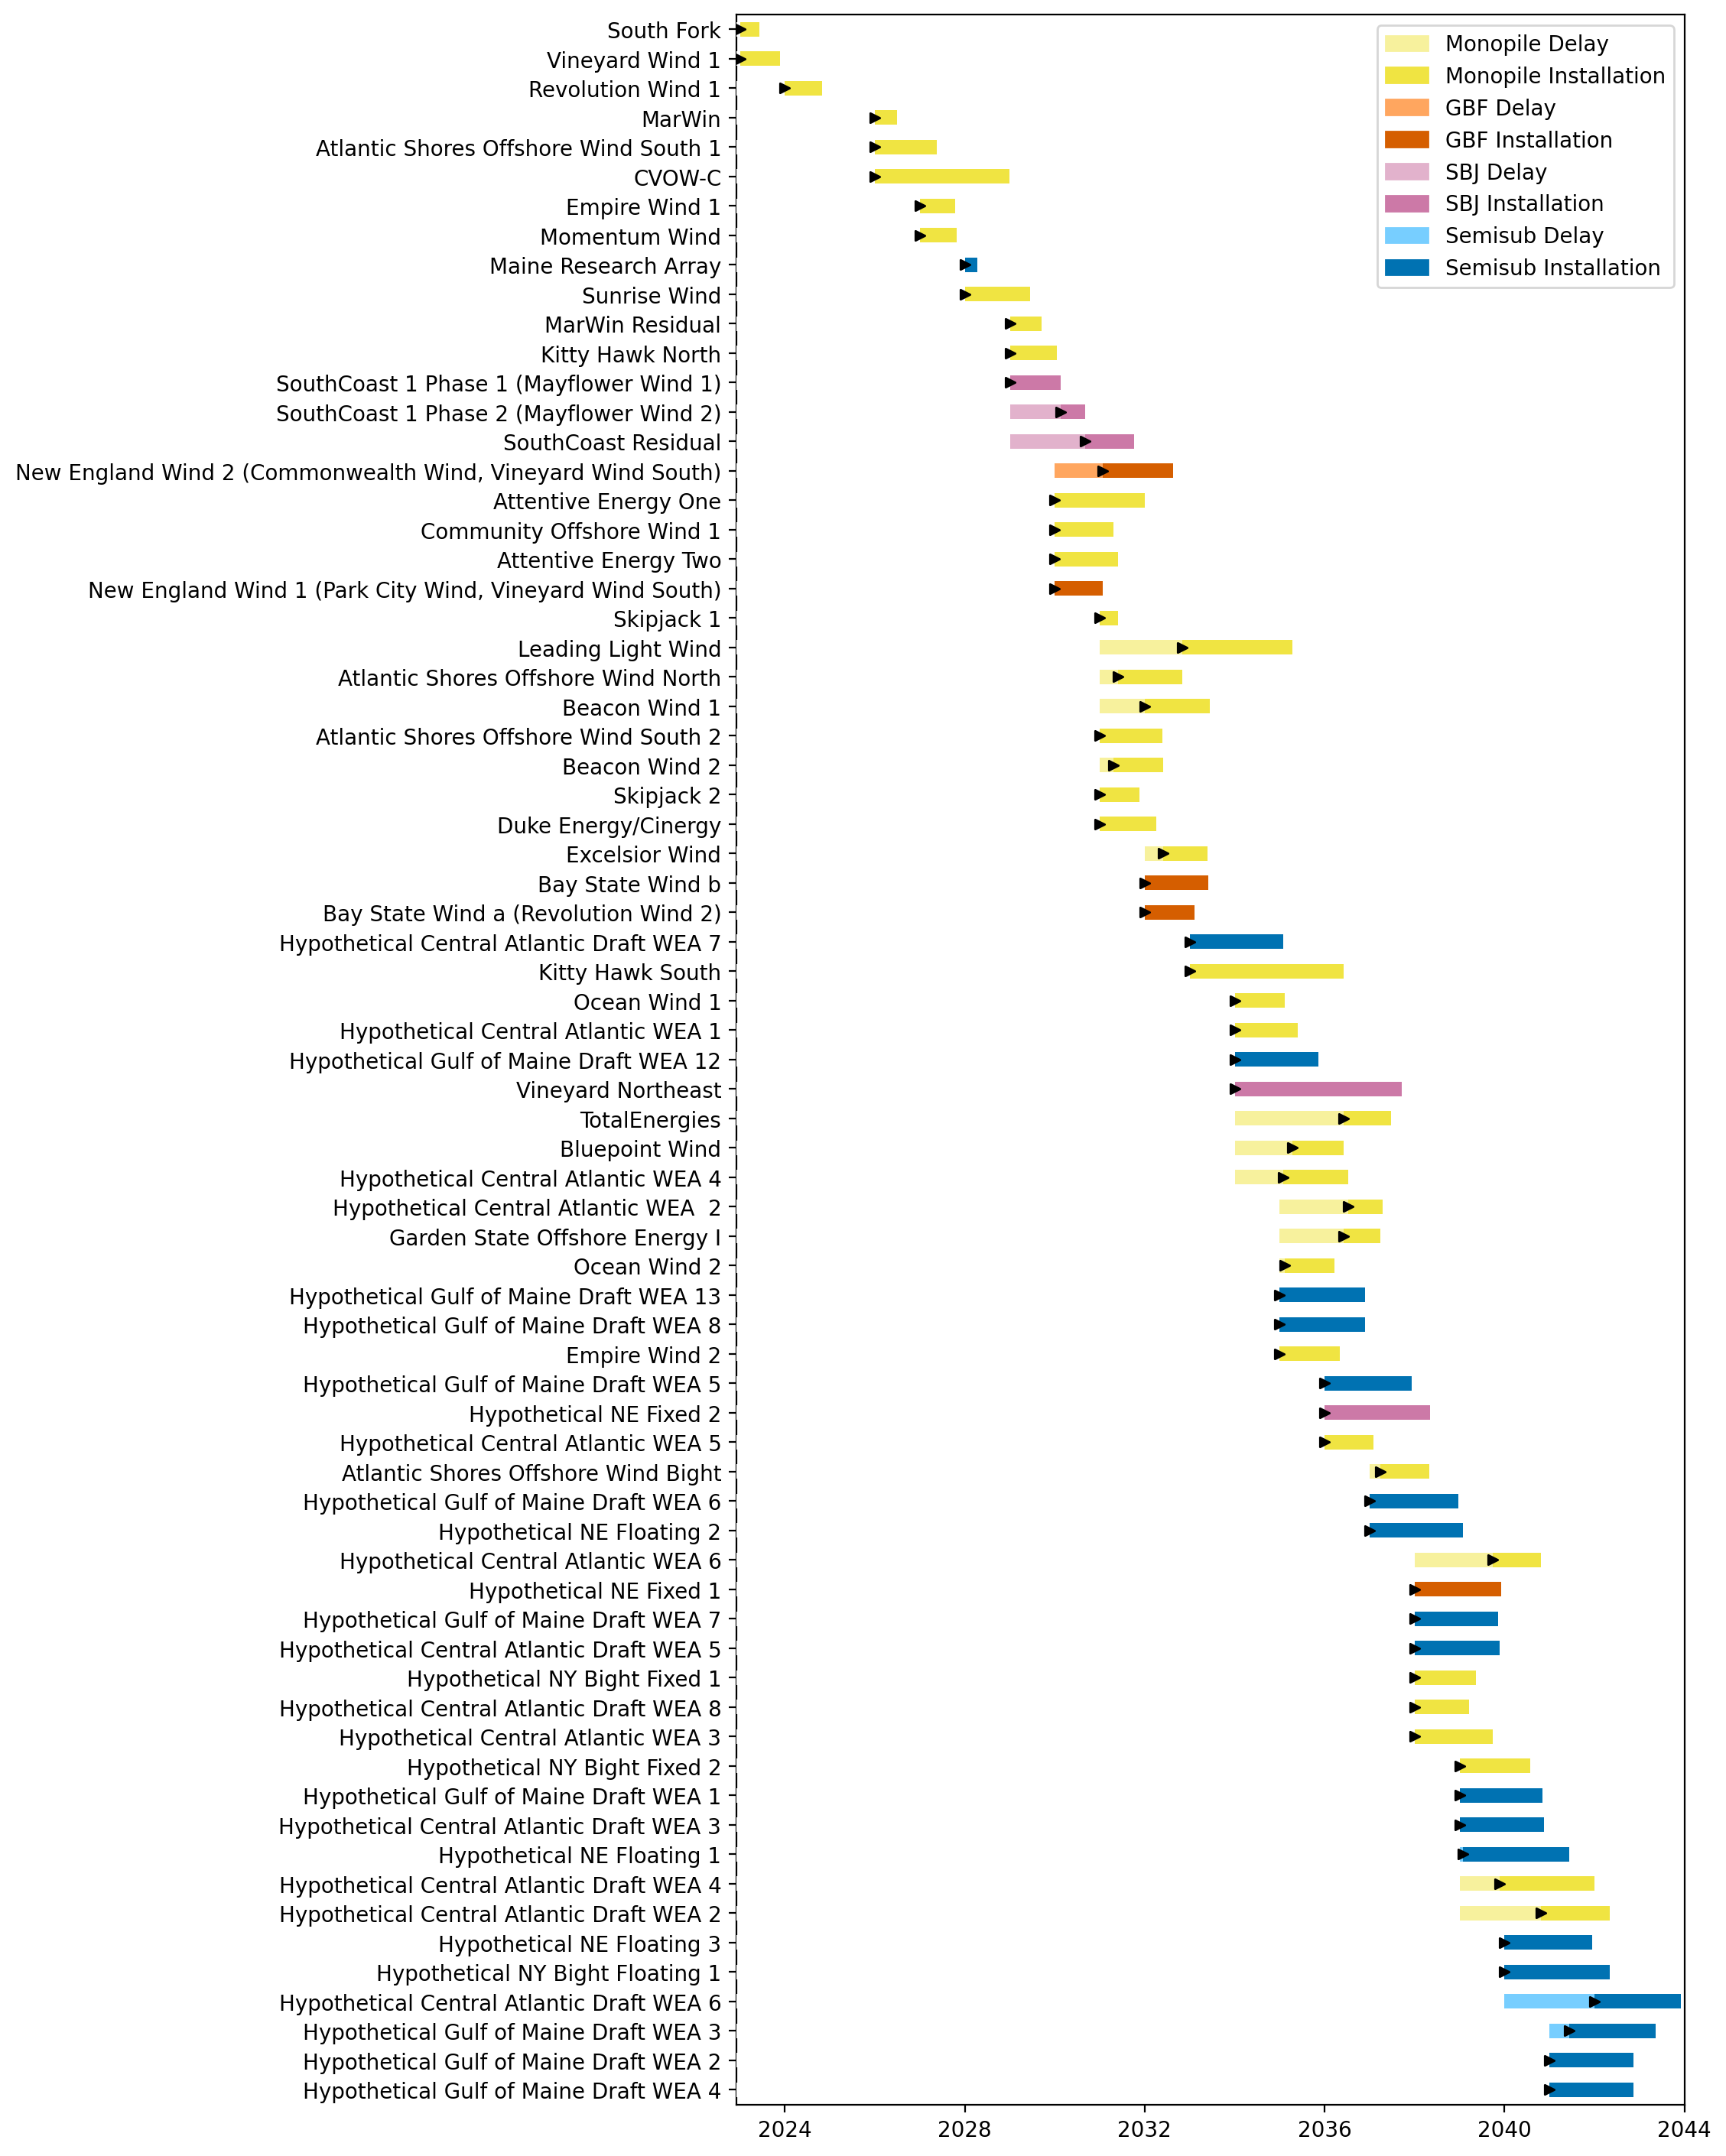 South Fork
Vineyard Wind 1
Revolution Wind 1
MarWin
Atlantic Shores Offshore Wind South 1
CVOW-C
Empire Wind 1
Momentum Wind
Maine Research Array
Sunrise Wind
MarWin Residual
Kitty Hawk North
SouthCoast 1 Phase 1 (Mayflower Wind 1)
SouthCoast 1 Phase 2 (Mayflower Wind 2)
SouthCoast Residual
New England Wind 2 (Commonwealth Wind, Vineyard Wind South)
Attentive Energy One
Community Offshore Wind 1
Attentive Energy Two
New England Wind 1 (Park City Wind, Vineyard Wind South)
Skipjack 1
Leading Light Wind
Atlantic Shores Offshore Wind North
Beacon Wind 1
Atlantic Shores Offshore Wind South 2
Beacon Wind 2
Skipjack 2
Duke Energy/Cinergy
Excelsior Wind
Bay State Wind b
Bay State Wind a (Revolution Wind 2)
Hypothetical Central Atlantic Draft WEA 7
Kitty Hawk South
Ocean Wind 1
Hypothetical Central Atlantic WEA 1
Hypothetical Gulf of Maine Draft WEA 12
Vineyard Northeast
TotalEnergies
Bluepoint Wind
Hypothetical Central Atlantic WEA 4
Hypothetical Central Atlantic WEA  2
Garden State Offshore Energy I
Ocean Wind 2
Hypothetical Gulf of Maine Draft WEA 13
Hypothetical Gulf of Maine Draft WEA 8
Empire Wind 2
Hypothetical Gulf of Maine Draft WEA 5
Hypothetical NE Fixed 2
Hypothetical Central Atlantic WEA 5
Atlantic Shores Offshore Wind Bight
Hypothetical Gulf of Maine Draft WEA 6
Hypothetical NE Floating 2
Hypothetical Central Atlantic WEA 6
Hypothetical NE Fixed 1
Hypothetical Gulf of Maine Draft WEA 7
Hypothetical Central Atlantic Draft WEA 5
Hypothetical NY Bight Fixed 1
Hypothetical Central Atlantic Draft WEA 8
Hypothetical Central Atlantic WEA 3
Hypothetical NY Bight Fixed 2
Hypothetical Gulf of Maine Draft WEA 1
Hypothetical Central Atlantic Draft WEA 3
Hypothetical NE Floating 1
Hypothetical Central Atlantic Draft WEA 4
Hypothetical Central Atlantic Draft WEA 2
Hypothetical NE Floating 3
Hypothetical NY Bight Floating 1
Hypothetical Central Atlantic Draft WEA 6
Hypothetical Gulf of Maine Draft WEA 3
Hypothetical Gulf of Maine Draft WEA 2
Hypothetical Gulf of Maine Draft WEA 4
Monopile Delay
Monopile Installation
GBF Delay
GBF Installation
SBJ Delay
SBJ Installation
Semisub Delay
Semisub Installation
2024 2028 2032 2036 2040 2044